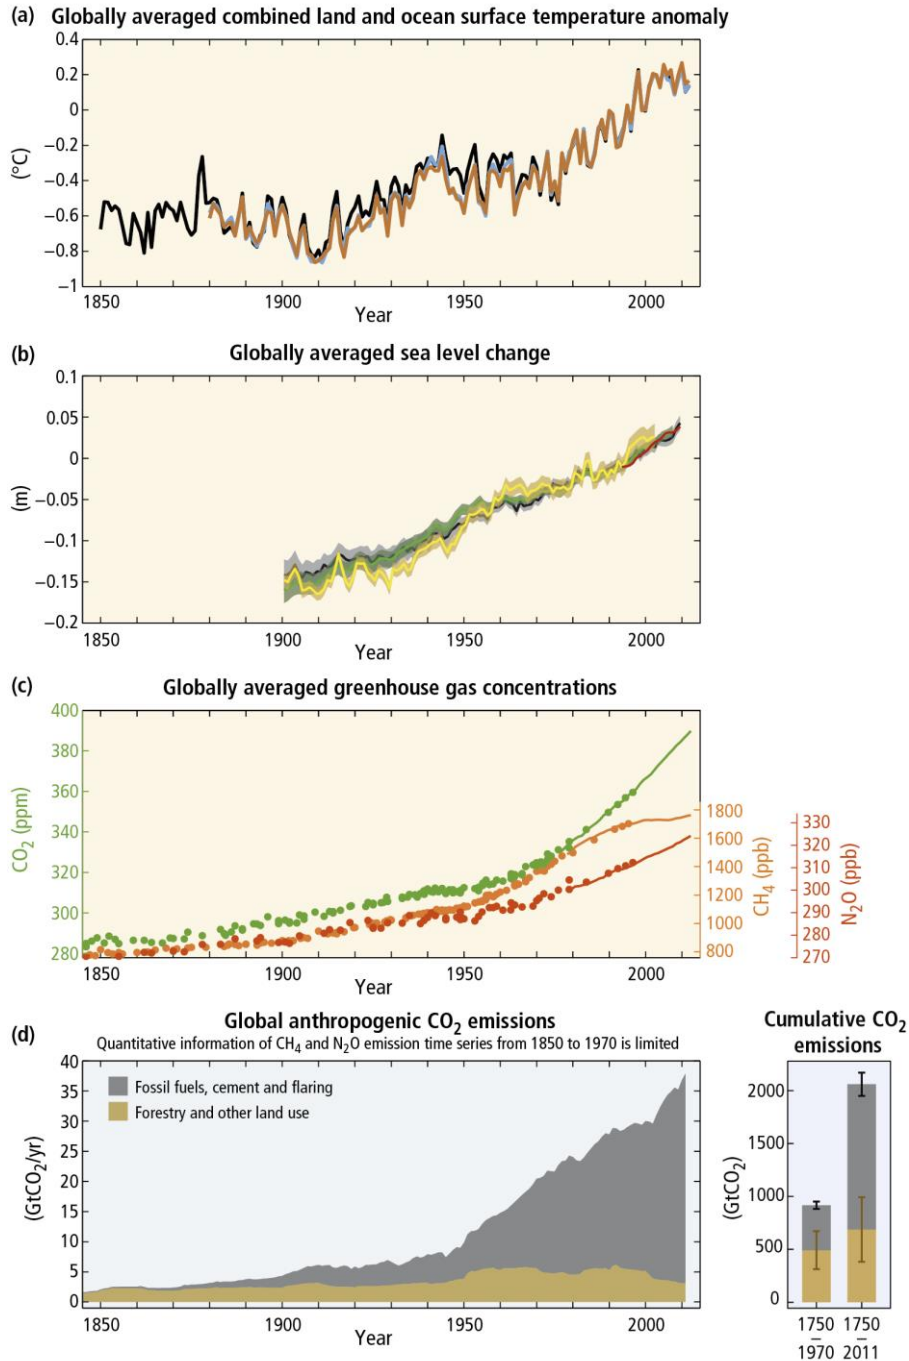 (a) Globally averaged combined land and ocean surface temperature anomaly
0.4
0.2
0
−0.2
−0.4
−0.6
−0.8
−1
(°C)
1850 1900 1950 2000
Year
(b) Globally averaged sea level change
0.1
0.05
0
−0.05
−0.1
−0.15
−0.2
(m)
1850 1900 1950 2000
Year
(c) Globally averaged greenhouse gas concentrations
400
380
360
340
320
300
280
CO₂ (ppm)
1800
1600
1400
1200
1000
800
CH₄ (ppb)
330
320
310
300
290
280
270
N₂O (ppb)
1850 1900 1950 2000
Year
(d) Global anthropogenic CO₂ emissions
Quantitative information of CH₄ and N₂O emission time series from 1850 to 1970 is limited
40
35
30
25
20
15
10
5
0
(GtCO₂/yr)
Fossil fuels, cement and flaring
Forestry and other land use
1850 1900 1950 2000
Year
Cumulative CO₂
emissions
2000
1500
1000
500
0
(GtCO₂)
1750 1750
– –
1970 2011